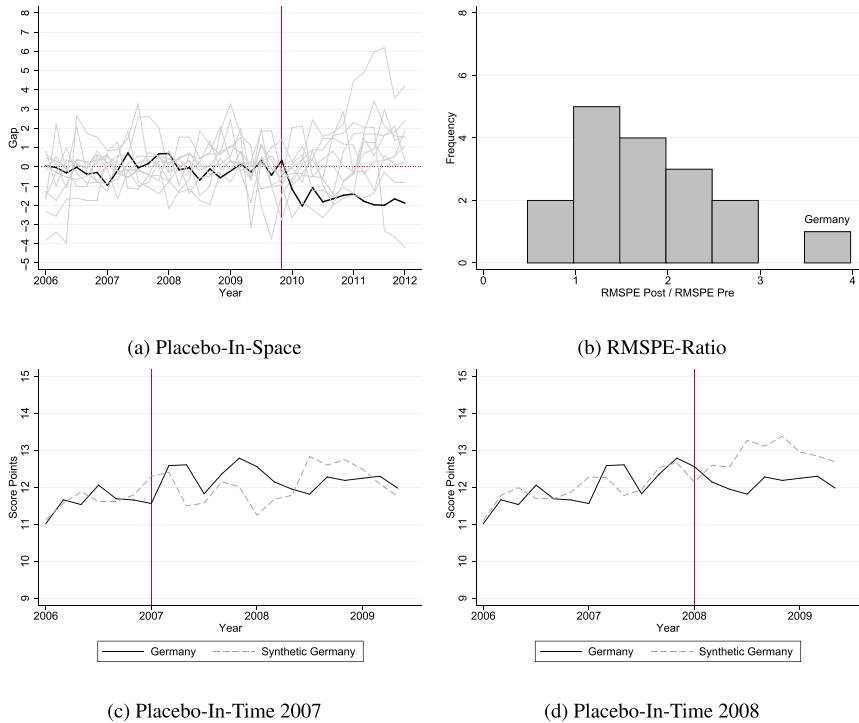 8
7
6
5
4
3
2
1
0
−1
−2
−3
−4
−5
Gap
2006 2007 2008 2009 2010 2011 2012
Year
(a) Placebo-In-Space
8
6
4
2
0
Frequency
Germany
0 1 2 3 4
RMSPE Post / RMSPE Pre
(b) RMSPE-Ratio
15
14
13
12
11
10
9
Score Points
2006 2007 2008 2009
Year
Germany Synthetic Germany
(c) Placebo-In-Time 2007
15
14
13
12
11
10
9
Score Points
2006 2007 2008 2009
Year
Germany Synthetic Germany
(d) Placebo-In-Time 2008